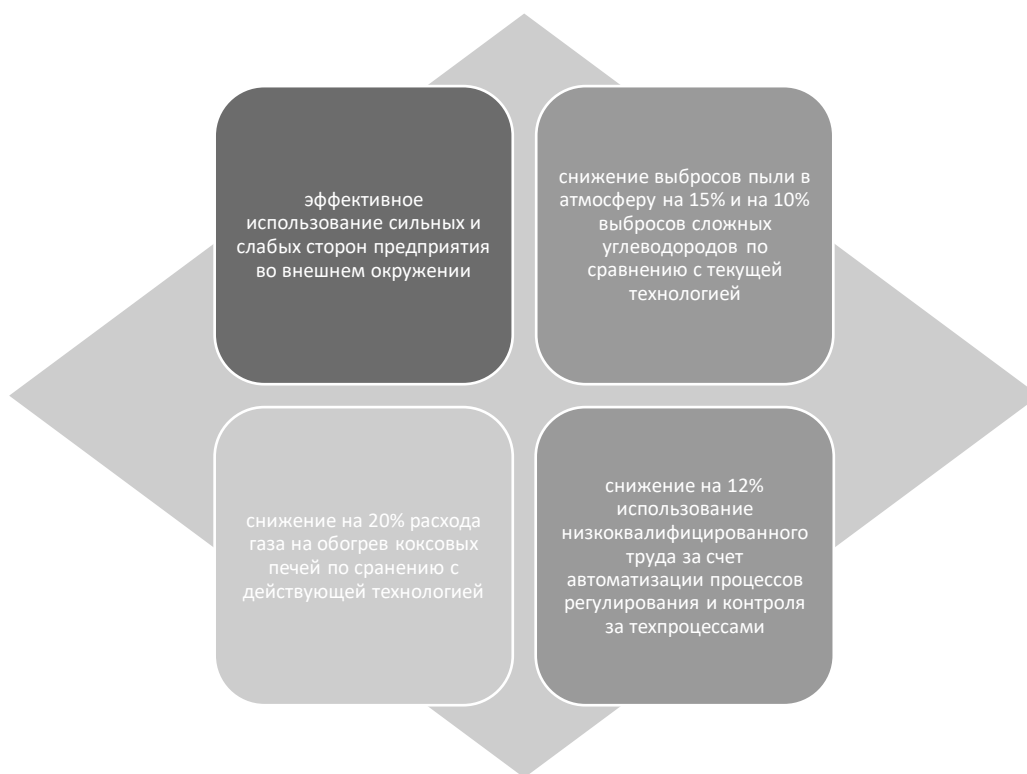 эффективное
использование сильных и
слабых сторон предприятия
во внешнем окружении
снижение выбросов пыли в
атмосферу на 15% и на 10%
выбросов сложных
углеводородов по
сравнению с текущей
технологией
снижение на 20% расхода
газа на обогрев коксовых
печей по сранению с
действующей технологией
снижение на 12%
использование
низкоквалифицированного
труда за счет
автоматизации процессов
регулирования и контроля
за техпроцессами